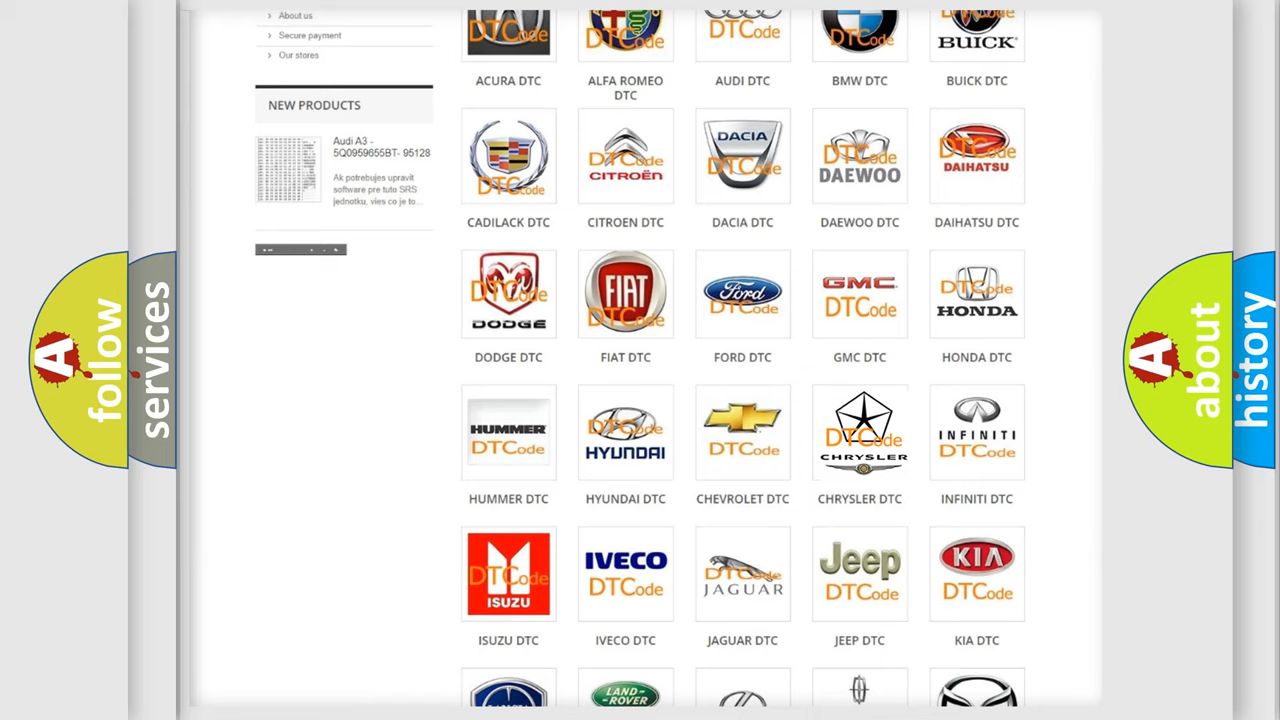 About us
Secure payment
Our stores
NEW PRODUCTS
Audi A3 -
5Q0959655BT- 95128
Ak potrebujes upravit
software pre tuto SRS
jednotku, vies co je to...
A
follow
services
A
about
history
DTCode
DTCode
DTCode
DTCode
BUICK
ACURA DTC
ALFA ROMEO
DTC
AUDI DTC
BMW DTC
BUICK DTC
DTCode
DTCode
CITROËN
DACIA
DTCode
DTCode
DAEWOO
DTCode
DAIHATSU
CADILACK DTC
CITROEN DTC
DACIA DTC
DAEWOO DTC
DAIHATSU DTC
DTCode
DODGE
FIAT
DTCode
Ford
DTCode
GMC
DTCode
DTCode
HONDA
DODGE DTC
FIAT DTC
FORD DTC
GMC DTC
HONDA DTC
HUMMER
DTCode
DTCode
HYUNDAI
DTCode
DTCode
CHRYSLER
INFINITI
DTCode
HUMMER DTC
HYUNDAI DTC
CHEVROLET DTC
CHRYSLER DTC
INFINITI DTC
DTCode
ISUZU
IVECO
DTCode
DTCode
JAGUAR
Jeep
DTCode
KIA
DTCode
ISUZU DTC
IVECO DTC
JAGUAR DTC
JEEP DTC
KIA DTC
LAND-
ROVER